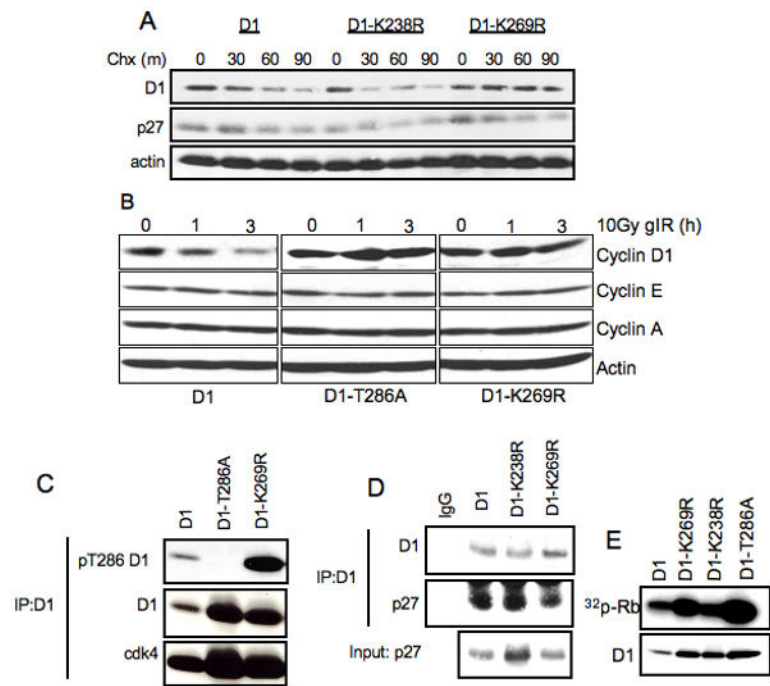 A
D1 D1-K238R D1-K269R
Chx (m) 0 30 60 90 0 30 60 90 0 30 60 90
D1
p27
actin
B
0 1 3 0 1 3 0 1 3 10Gy gIR (h)
Cyclin D1
Cyclin E
Cyclin A
Actin
D1 D1-T286A D1-K269R
C
D1 D1-T286A D1-K269R
IP:D1
pT286 D1
D1
cdk4
D
IgG D1 D1-K238R D1-K269R
IP:D1
D1
p27
Input: p27
E
D1 D1-K269R D1-K238R D1-T286A
³²p-Rb
D1